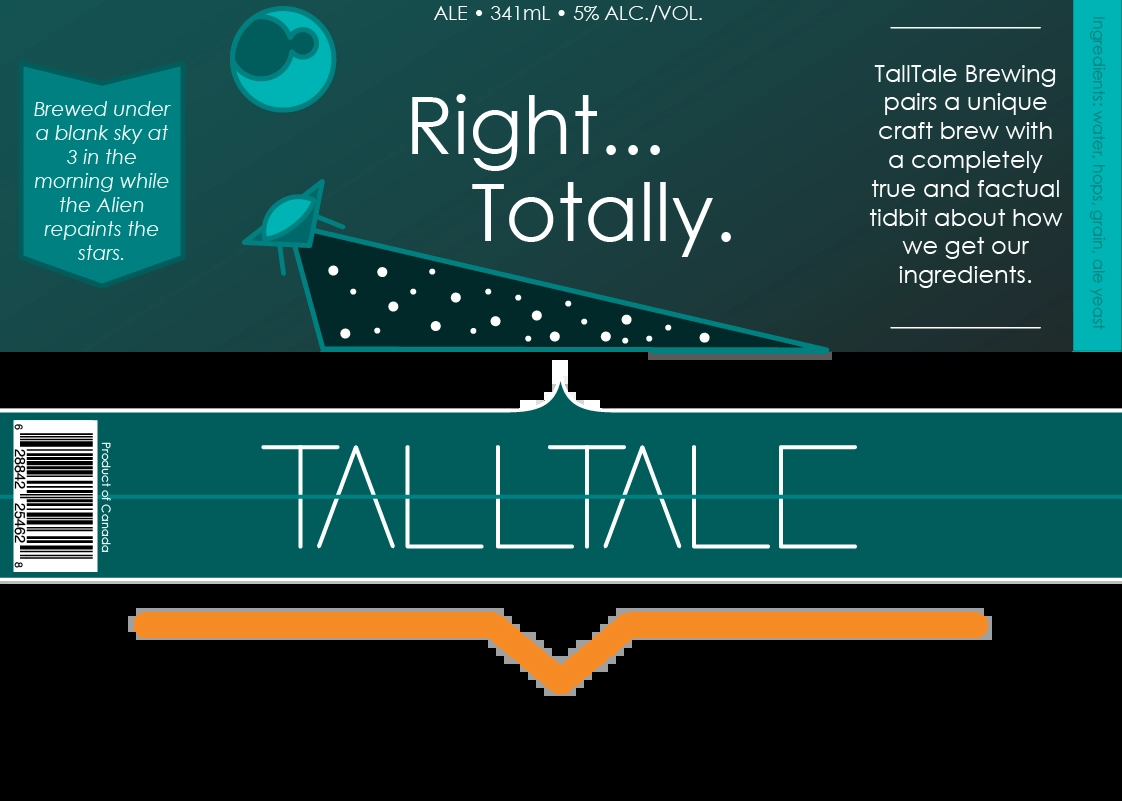 ALE • 341mL • 5% ALC./VOL.
Brewed under
a blank sky at
3 in the
morning while
the Alien
repaints the
stars.
Right...
Totally.
TallTale Brewing
pairs a unique
craft brew with
a completely
true and factual
tidbit about how
we get our
ingredients.
Ingredients: water, hops, grain, ale yeast
6 28842 25462 8
Product of Canada
TALLTALE